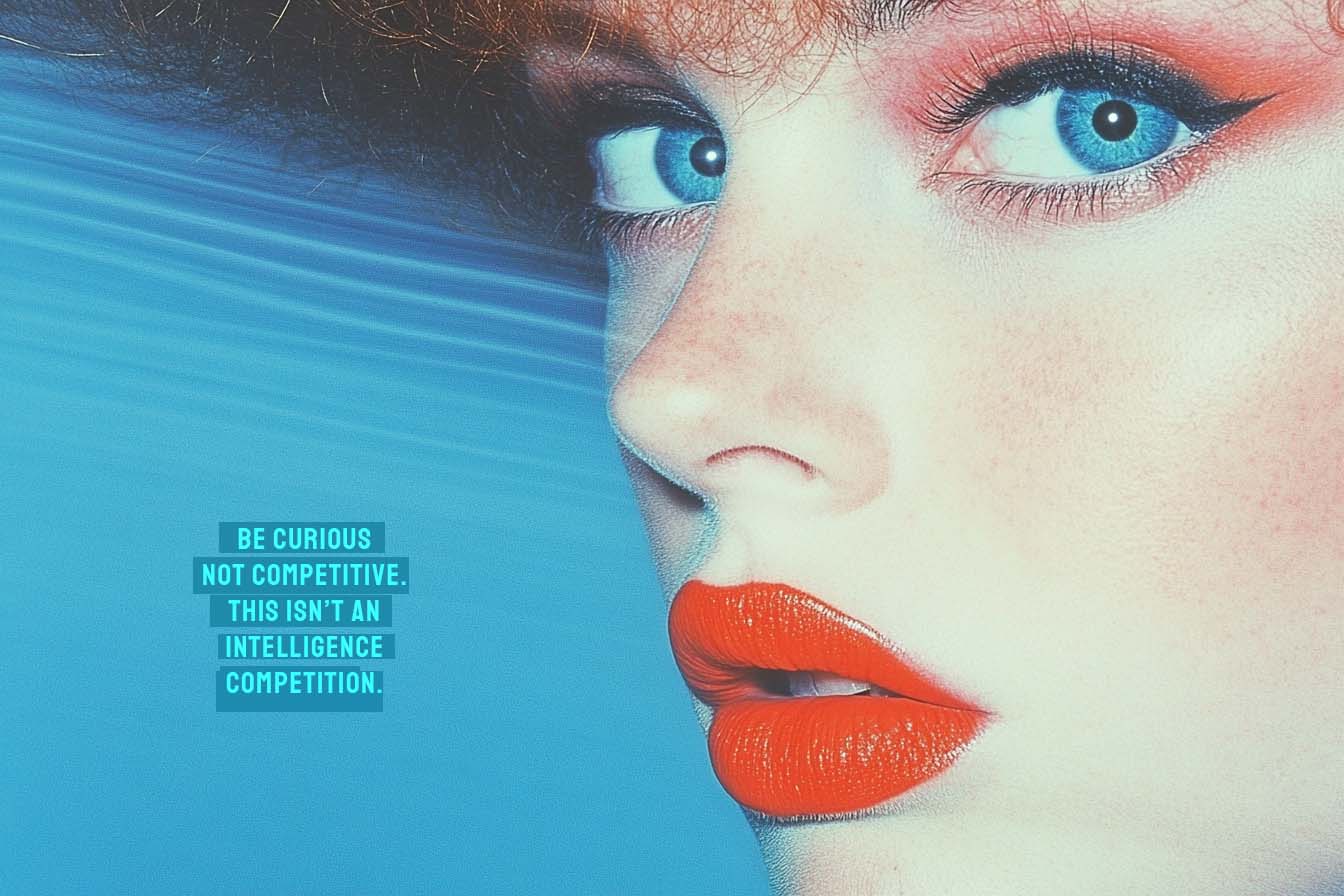 BE CURIOUS
NOT COMPETITIVE.
THIS ISN’T AN
INTELLIGENCE
COMPETITION.